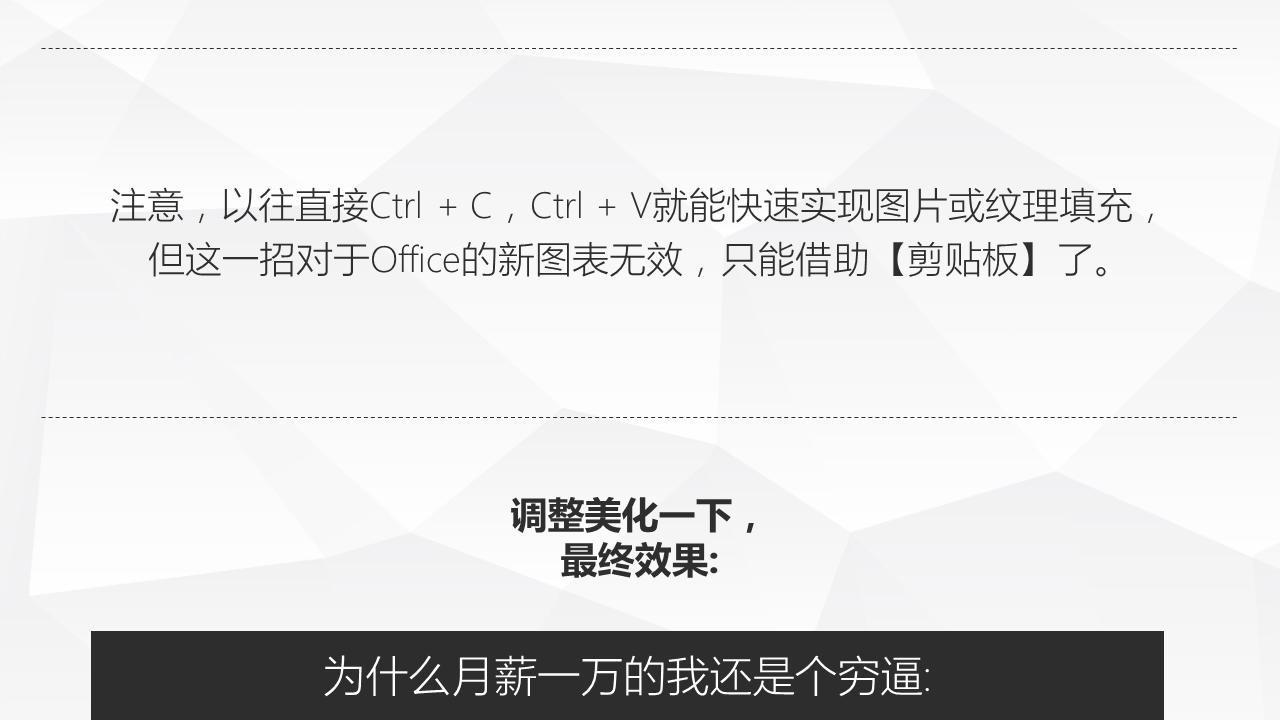 注意，以往直接Ctrl + C，Ctrl + V就能快速实现图片或纹理填充，
但这一招对于Office的新图表无效，只能借助【剪贴板】了。
调整美化一下，
最终效果:
为什么月薪一万的我还是个穷逼: